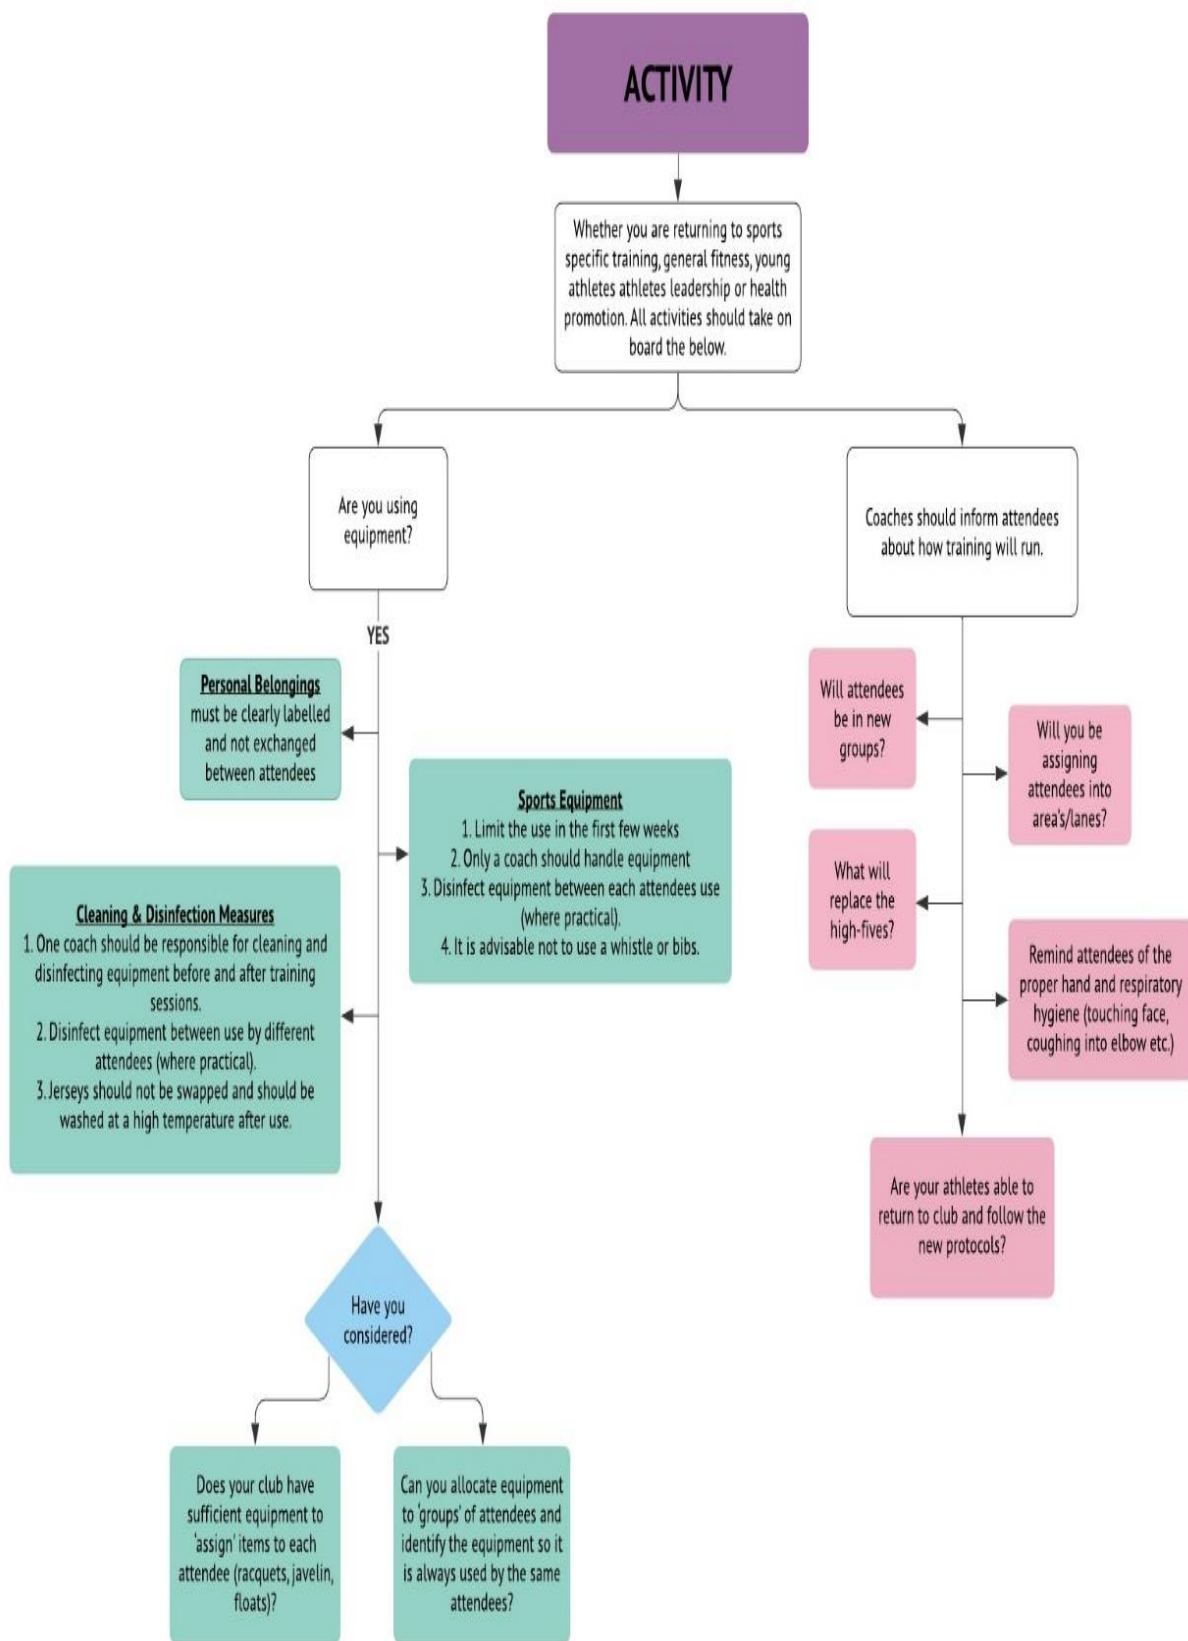 ACTIVITY
Whether you are returning to sports
specific training, general fitness, young
athletes athletes leadership or health
promotion. All activities should take on
board the below.
Are you using
equipment?
YES
Personal Belongings
must be clearly labelled
and not exchanged
between attendees
Sports Equipment
1. Limit the use in the first few weeks
2. Only a coach should handle equipment
3. Disinfect equipment between each attendees use
(where practical).
4. It is advisable not to use a whistle or bibs.
Cleaning & Disinfection Measures
1. One coach should be responsible for cleaning and
disinfecting equipment before and after training
sessions.
2. Disinfect equipment between use by different
attendees (where practical).
3. Jerseys should not be swapped and should be
washed at a high temperature after use.
Have you
considered?
Does your club have
sufficient equipment to
'assign' items to each
attendee (racquets, javelin,
floats)?
Can you allocate equipment
to 'groups' of attendees and
identify the equipment so it
is always used by the same
attendees?
Coaches should inform attendees
about how training will run.
Will attendees
be in new
groups?
Will you be
assigning
attendees into
area's/lanes?
What will
replace the
high-fives?
Remind attendees of the
proper hand and respiratory
hygiene (touching face,
coughing into elbow etc.)
Are your athletes able to
return to club and follow the
new protocols?